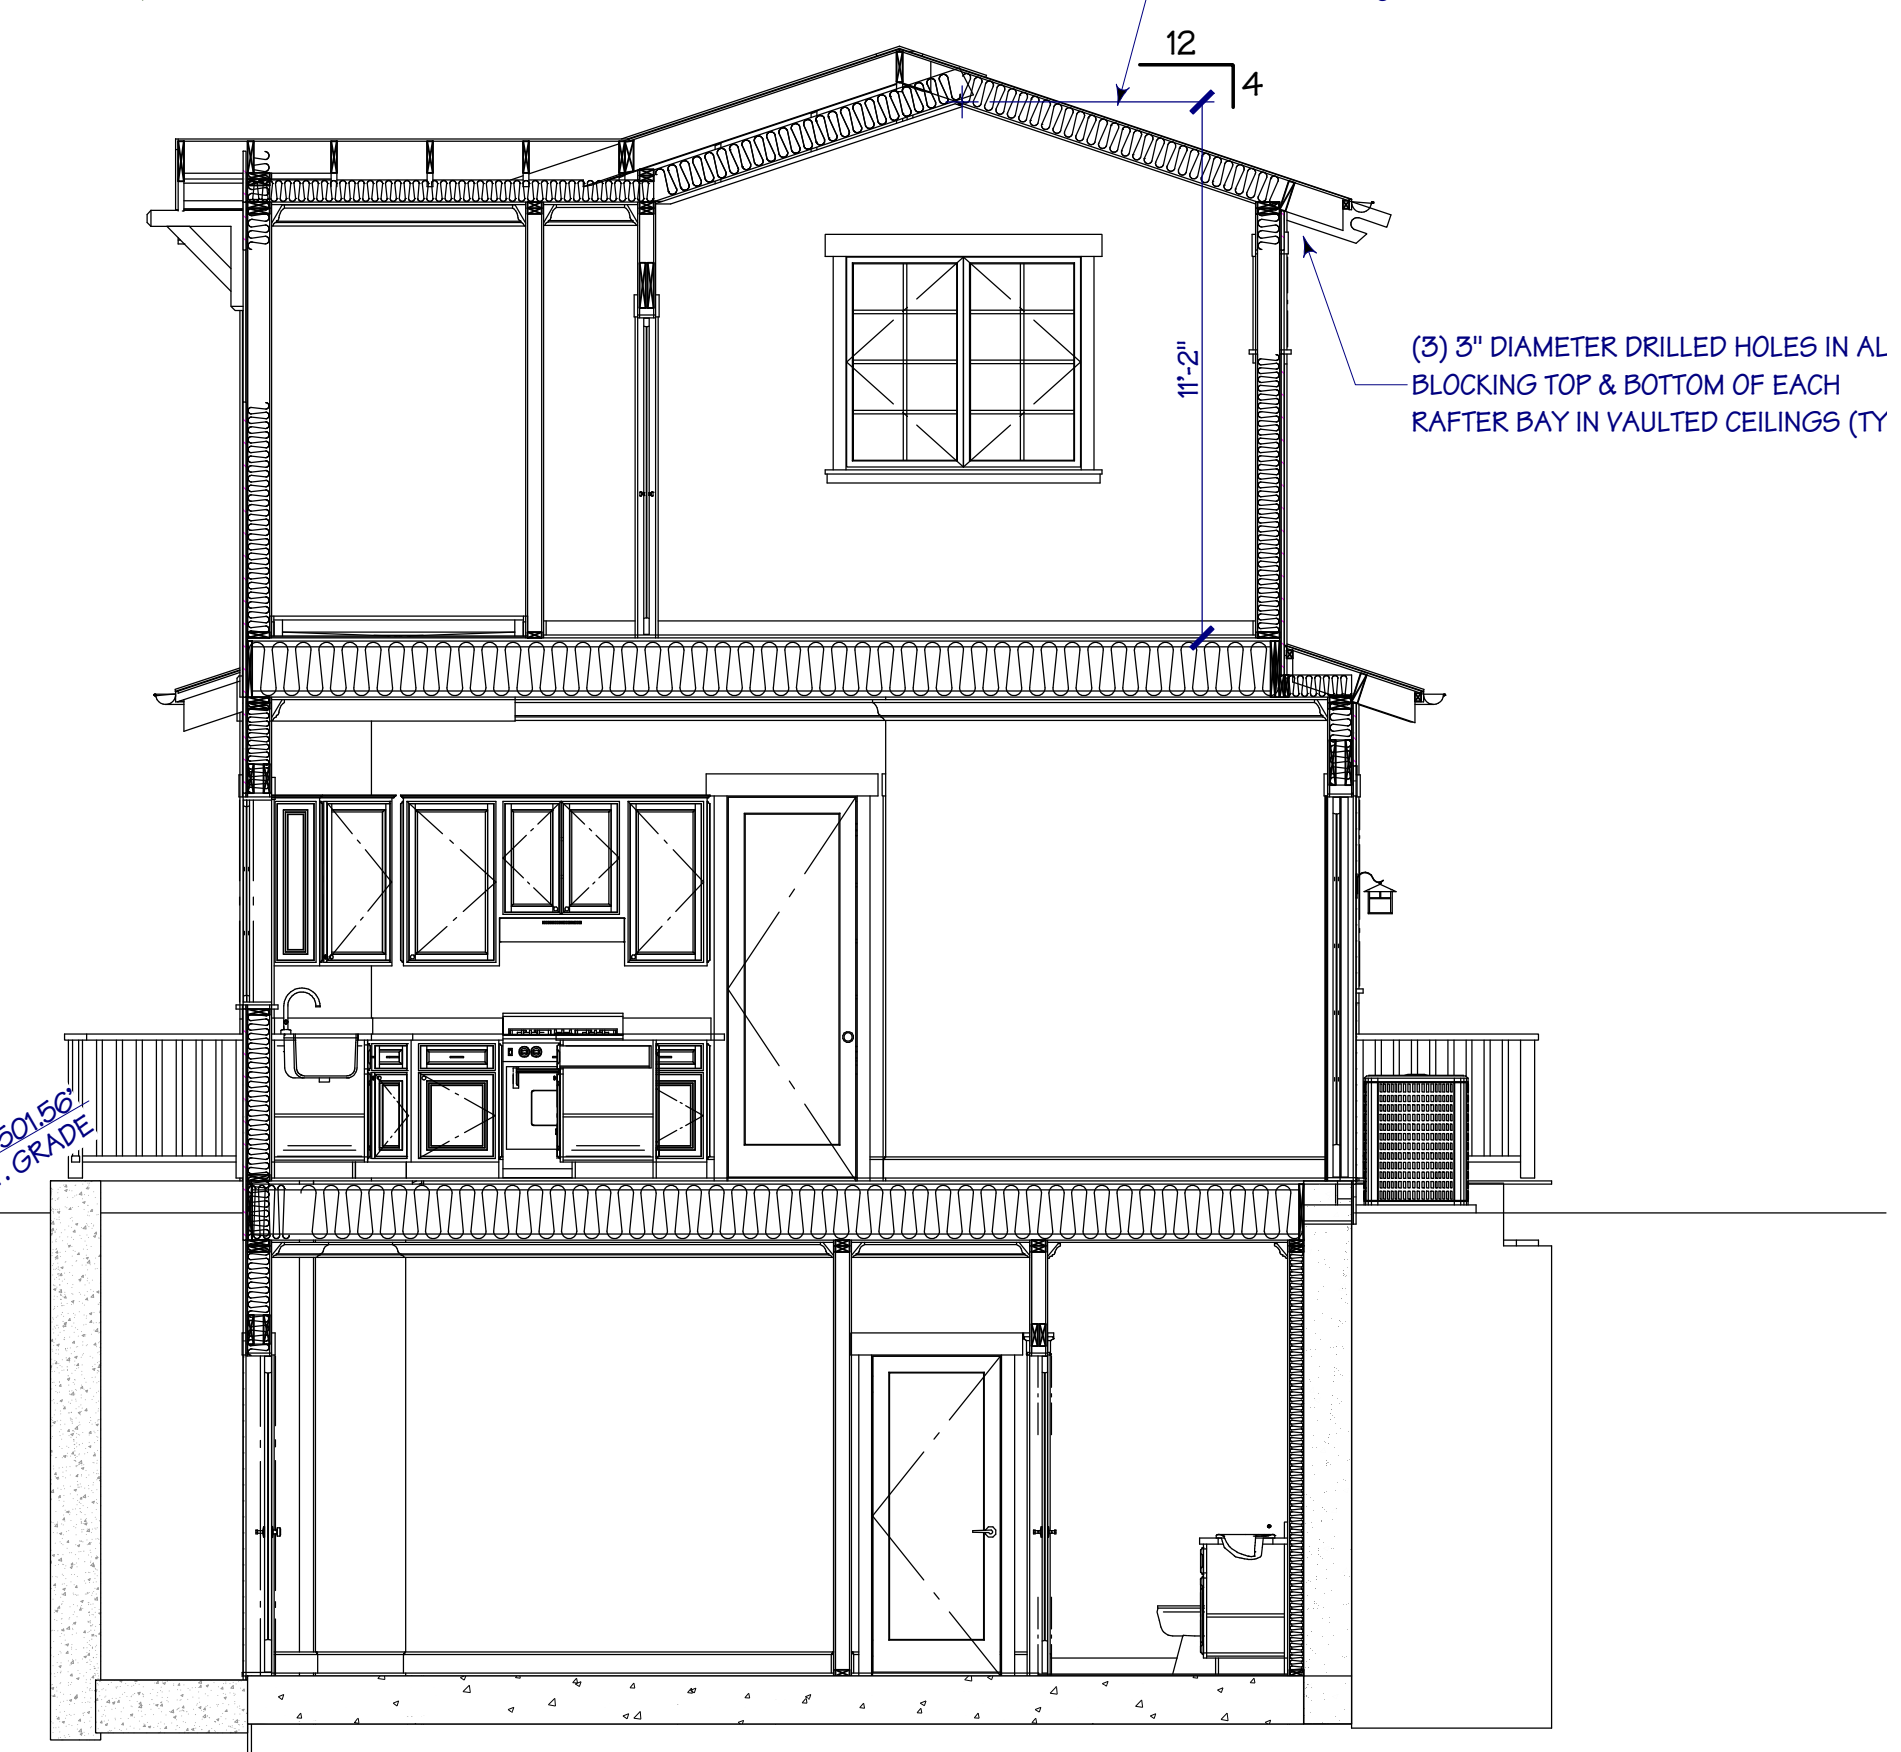 12
4
11'-2"
(3) 3" DIAMETER DRILLED HOLES IN AL
BLOCKING TOP & BOTTOM OF EACH
RAFTER BAY IN VAULTED CEILINGS (TY
501.56'
. GRADE